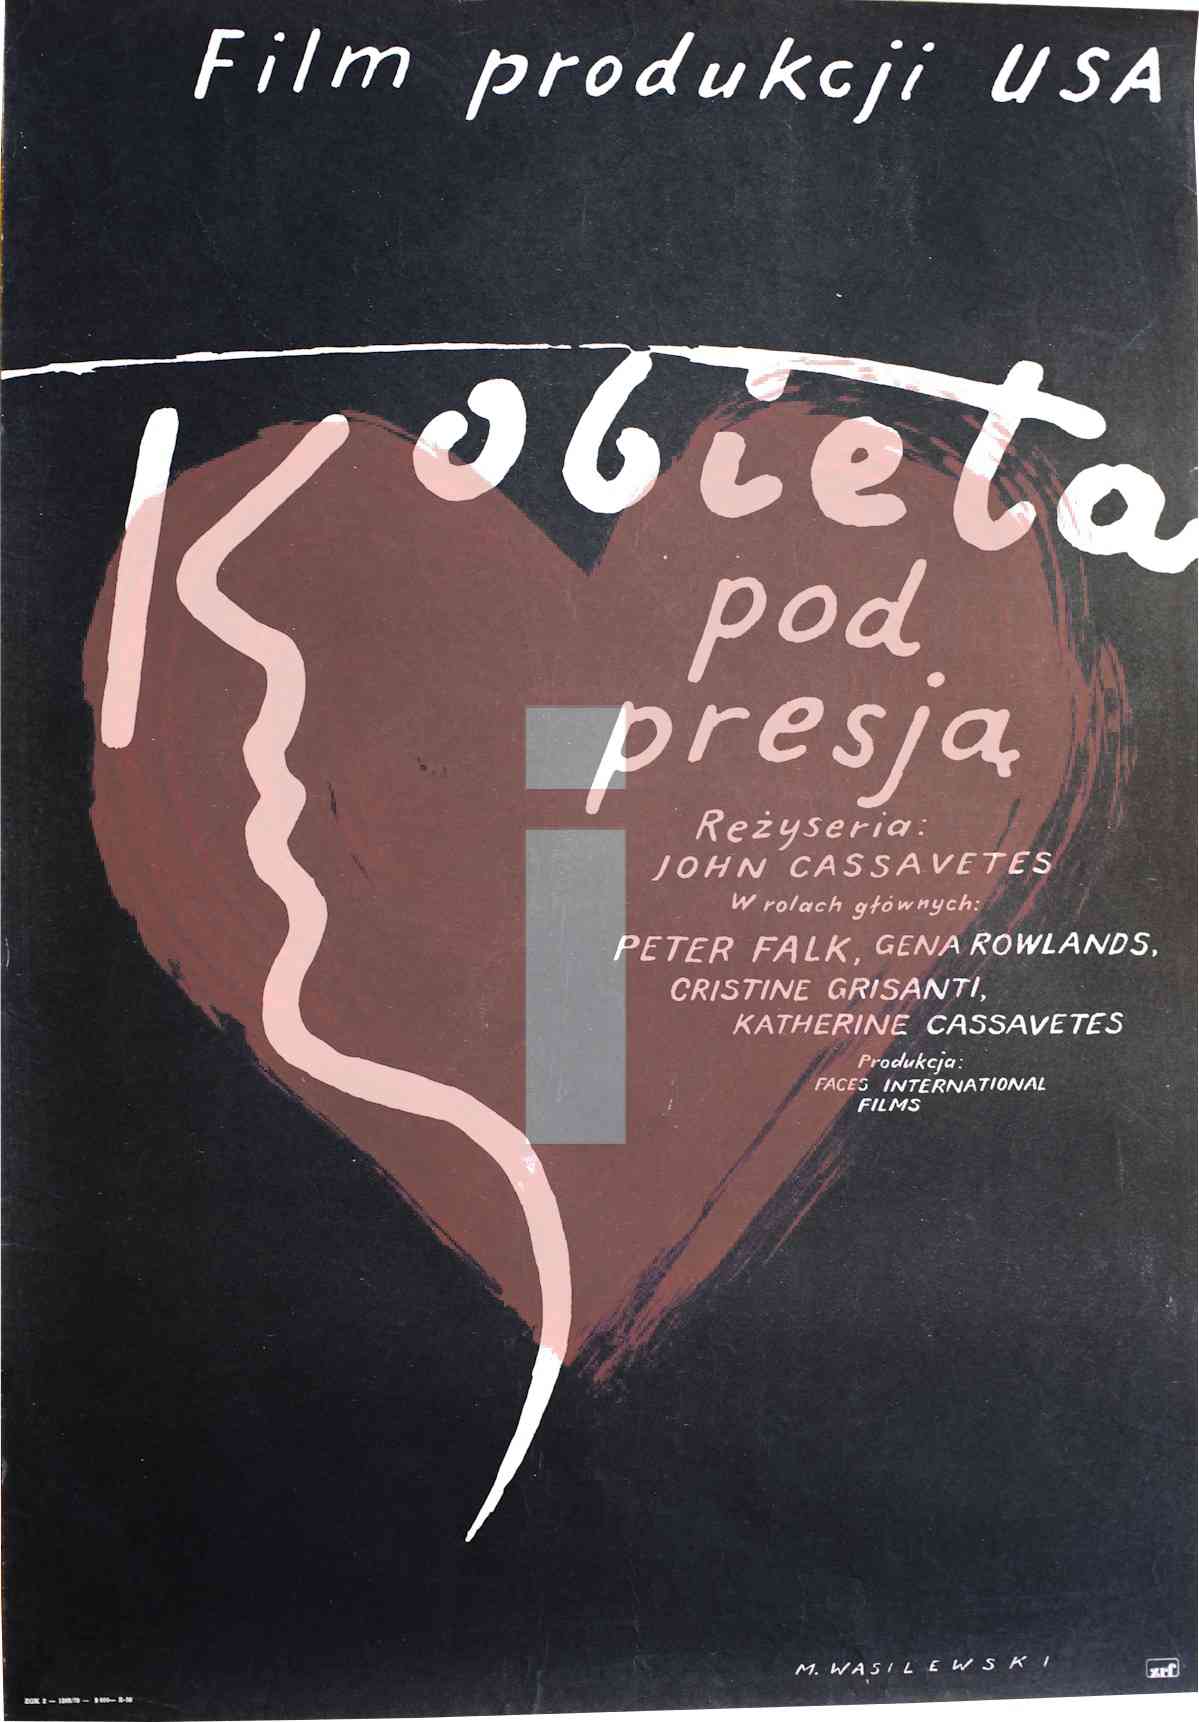 Film produkcji USA
Kobieta
pod
presją
Reżyseria:
JOHN CASSAVETES
W rolach głównych:
PETER FALK, GENA ROWLANDS,
CRISTINE GRISANTI,
KATHERINE CASSAVETES
Produkcja:
FACES INTERNATIONAL
FILMS
M. WASILEWSKI
zrf
i